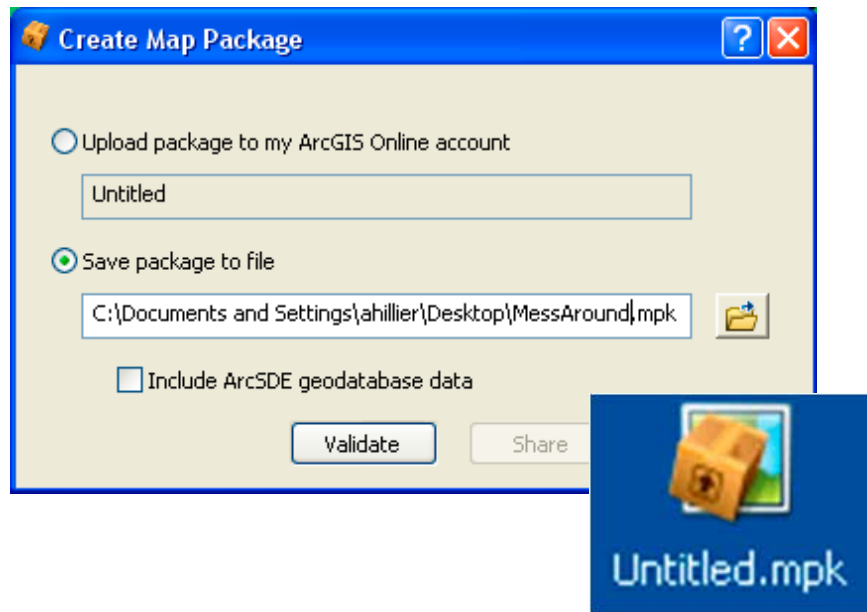 Create Map Package
Upload package to my ArcGIS Online account
Untitled
Save package to file
C:\Documents and Settings\ahillier\Desktop\MessAround.mpk
Include ArcSDE geodatabase data
Validate Share
Untitled.mpk